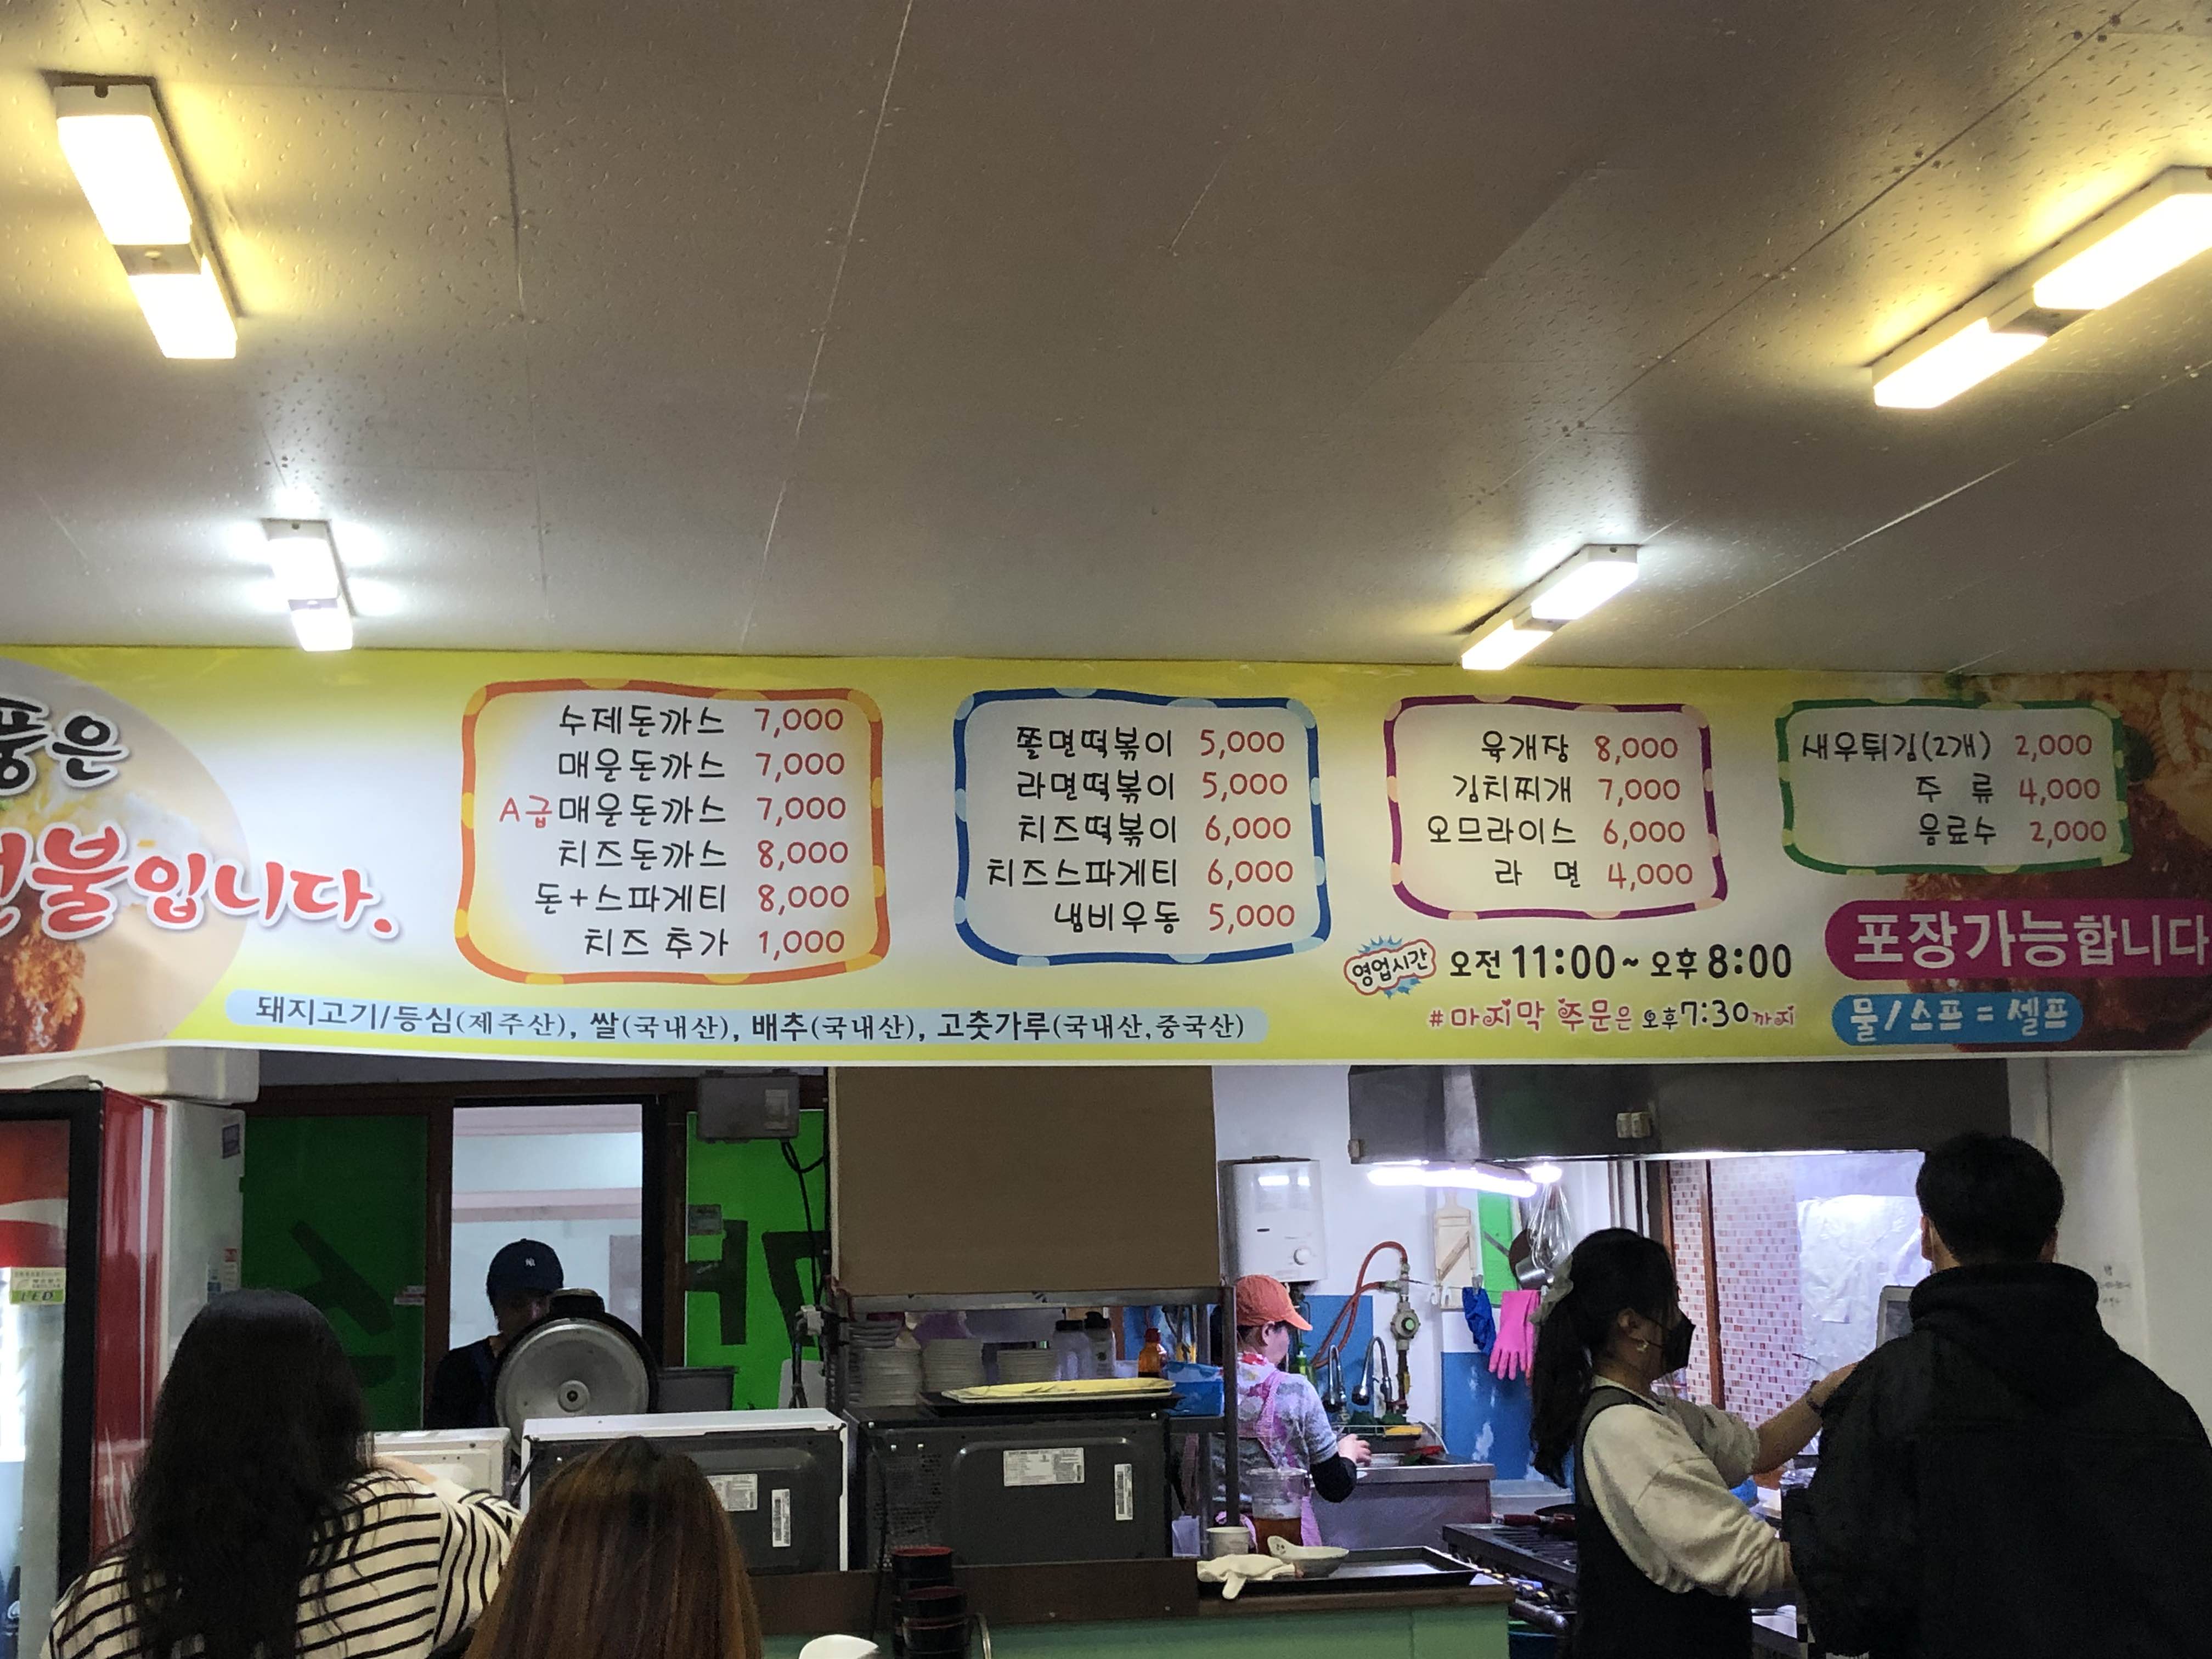 은
불입니다.
수제돈까스 7,000
매운돈까스 7,000
A급매운돈까스 7,000
치즈돈까스 8,000
돈+스파게티 8,000
치즈 추가 1,000
쫄면떡볶이 5,000
라면떡볶이 5,000
치즈떡볶이 6,000
치즈스파게티 6,000
냄비우동 5,000
육개장 8,000
김치찌개 7,000
오므라이스 6,000
라 면 4,000
새우튀김(2개) 2,000
주 류 4,000
음료수 2,000
돼지고기/등심(제주산), 쌀(국내산), 배추(국내산), 고춧가루(국내산,중국산)
영업시간 오전 11:00~오후 8:00
#마지막 주문은 오후7:30까지
포장가능합니다
물/스프=셀프
LED